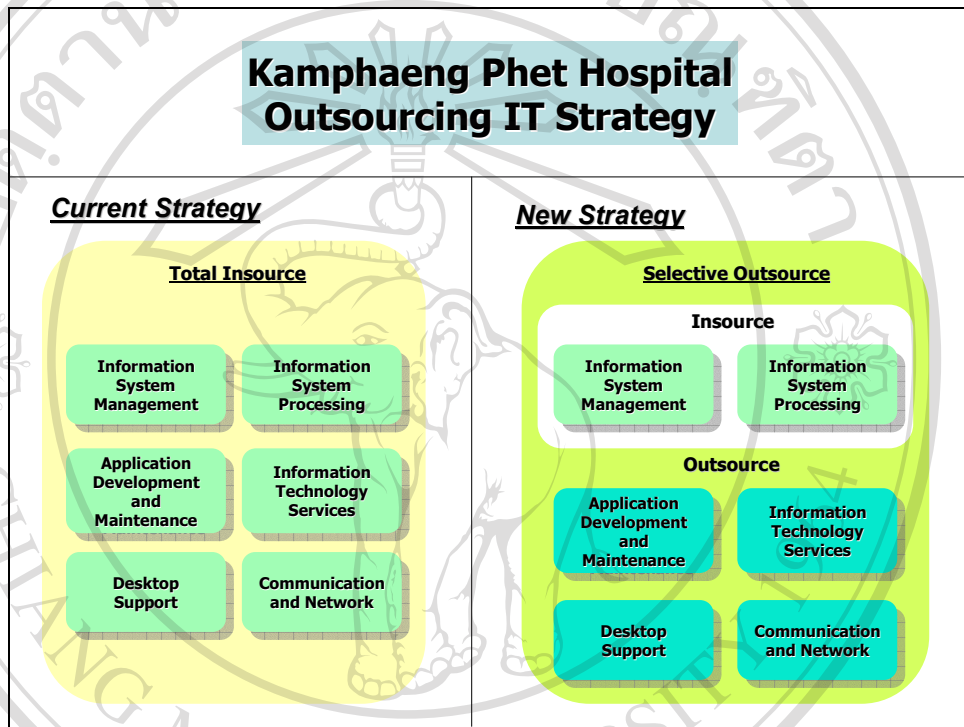 Kamphaeng Phet Hospital
Outsourcing IT Strategy
Current Strategy
Total Insource
Information
System
Management
Information
System
Processing
Application
Development
and
Maintenance
Information
Technology
Services
Desktop
Support
Communication
and Network
New Strategy
Selective Outsource
Insource
Information
System
Management
Information
System
Processing
Outsource
Application
Development
and
Maintenance
Information
Technology
Services
Desktop
Support
Communication
and Network